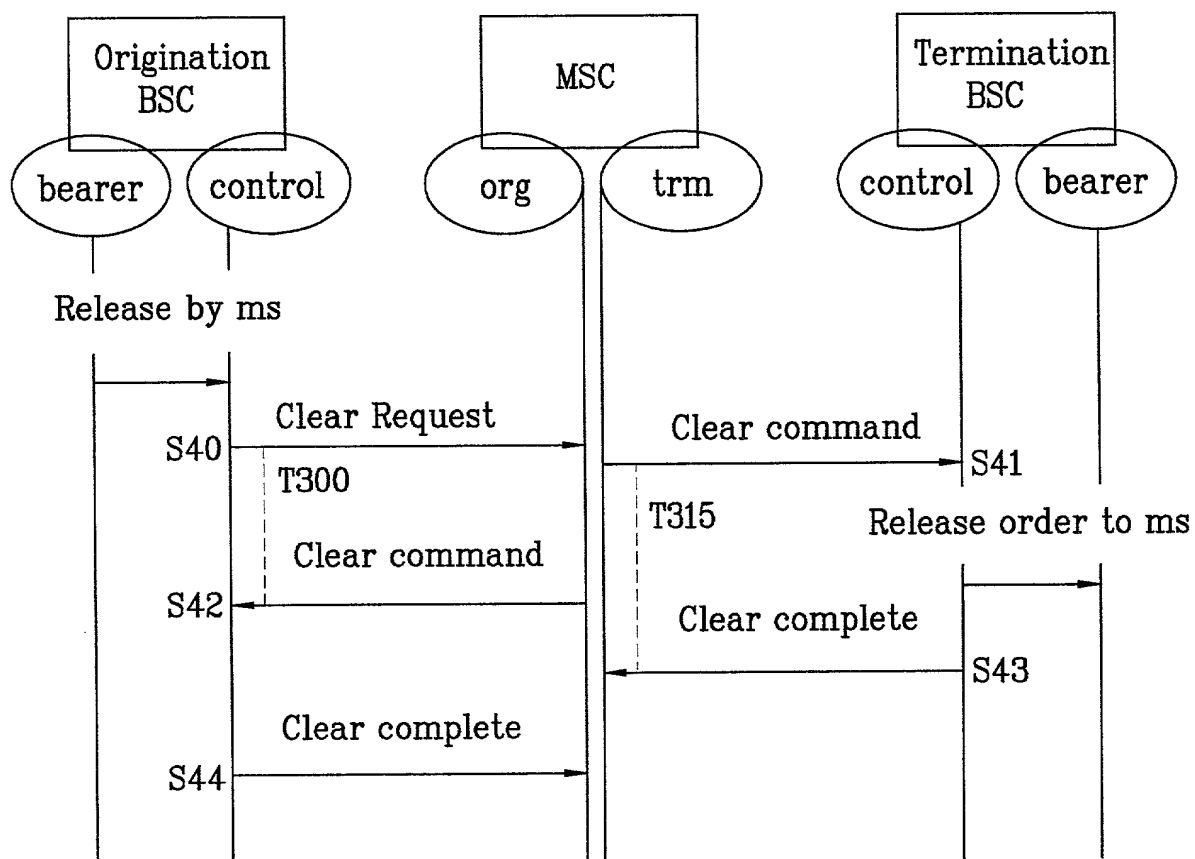 Origination
BSC
MSC
Termination
BSC
bearer
control
org
trm
control
bearer
Release by ms
Clear Request
S40
Clear command
S41
T300
T315
Release order to ms
Clear command
S42
Clear complete
S43
Clear complete
S44